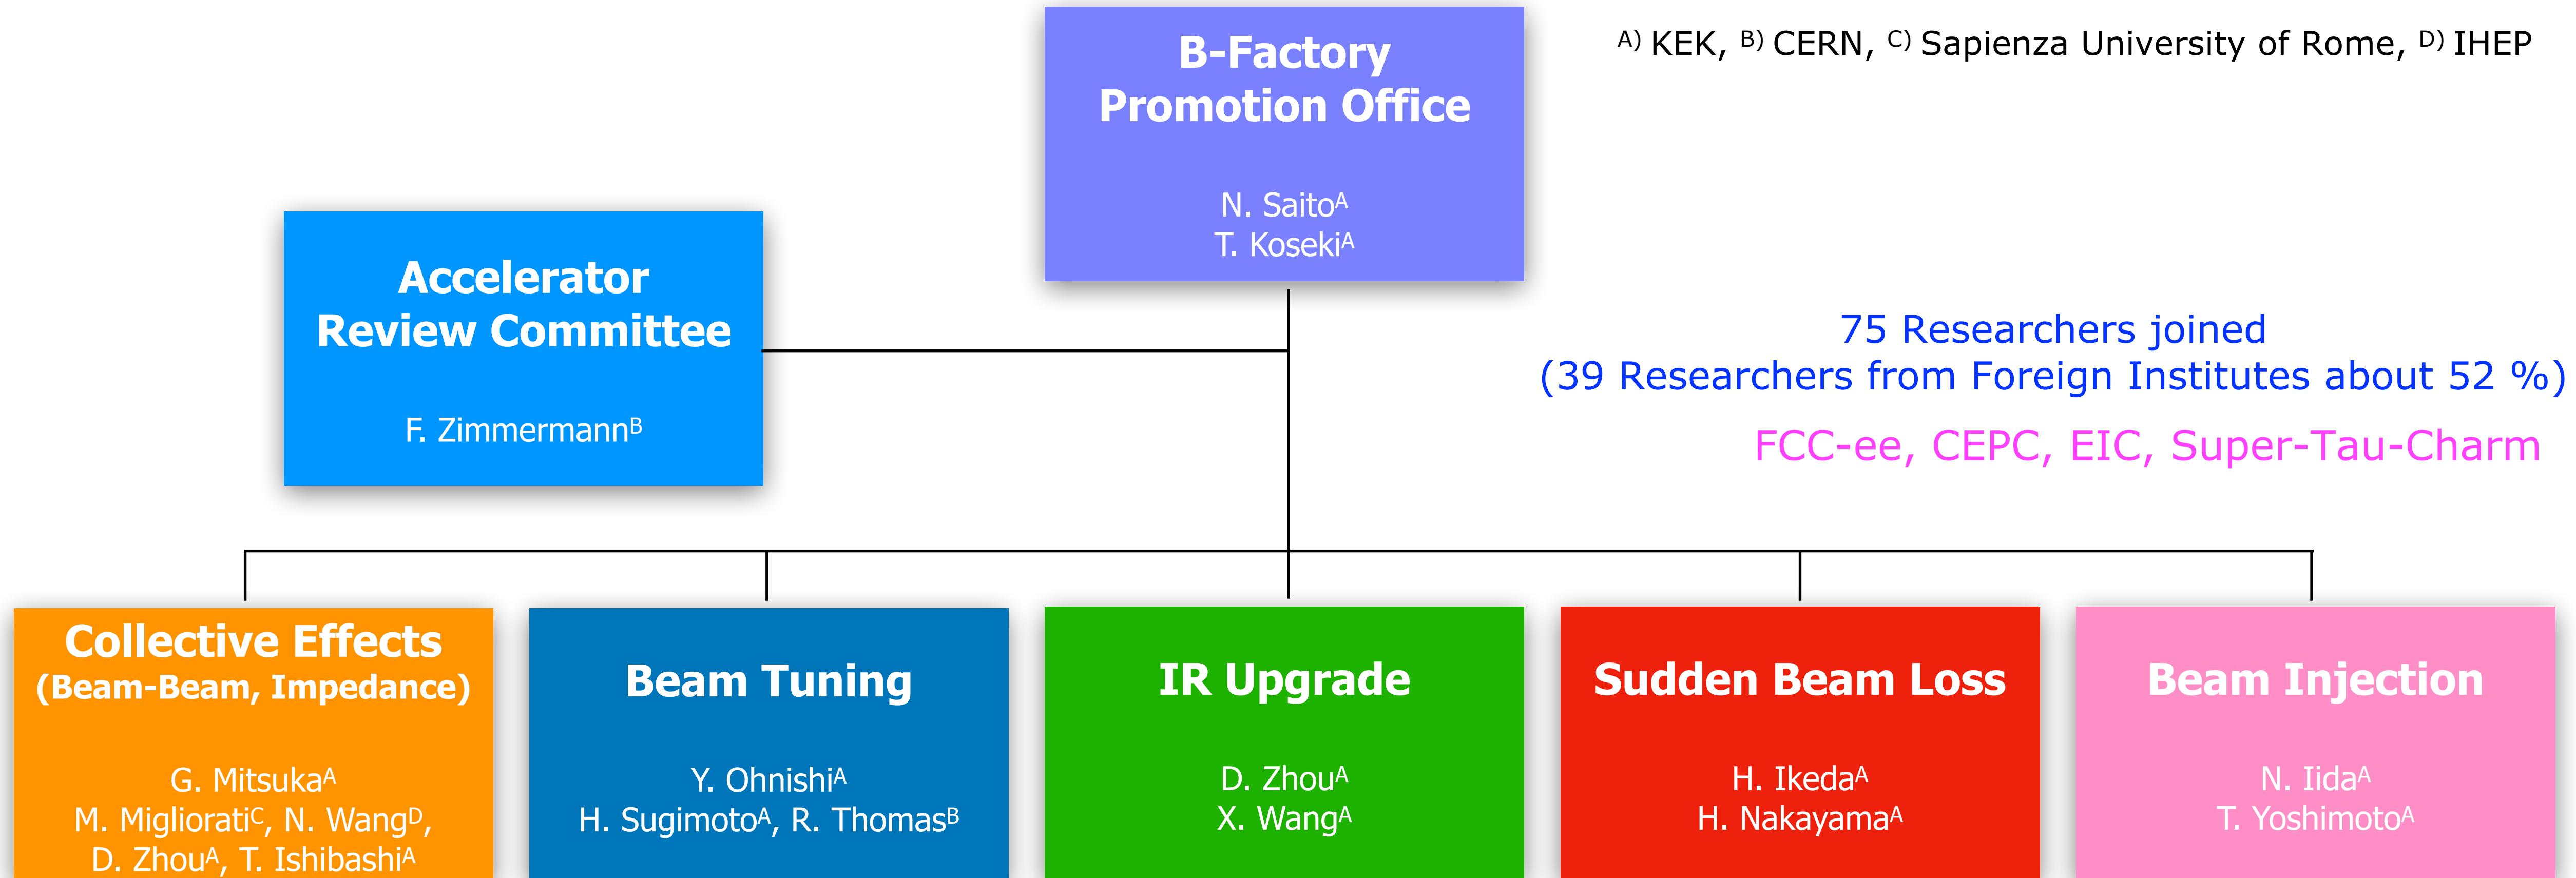 B-Factory
Promotion Office
N. Saitoᴬ
T. Kosekiᴬ
ᴬ⁾ KEK, ᴮ⁾ CERN, ᶜ⁾ Sapienza University of Rome, ᴰ⁾ IHEP
Accelerator
Review Committee
F. Zimmermannᴮ
75 Researchers joined
(39 Researchers from Foreign Institutes about 52 %)
FCC-ee, CEPC, EIC, Super-Tau-Charm
Collective Effects
(Beam-Beam, Impedance)
G. Mitsukaᴬ
M. Miglioratiᶜ, N. Wangᴰ,
D. Zhouᴬ, T. Ishibashiᴬ
Beam Tuning
Y. Ohnishiᴬ
H. Sugimotoᴬ, R. Thomasᴮ
IR Upgrade
D. Zhouᴬ
X. Wangᴬ
Sudden Beam Loss
H. Ikedaᴬ
H. Nakayamaᴬ
Beam Injection
N. Iidaᴬ
T. Yoshimotoᴬ